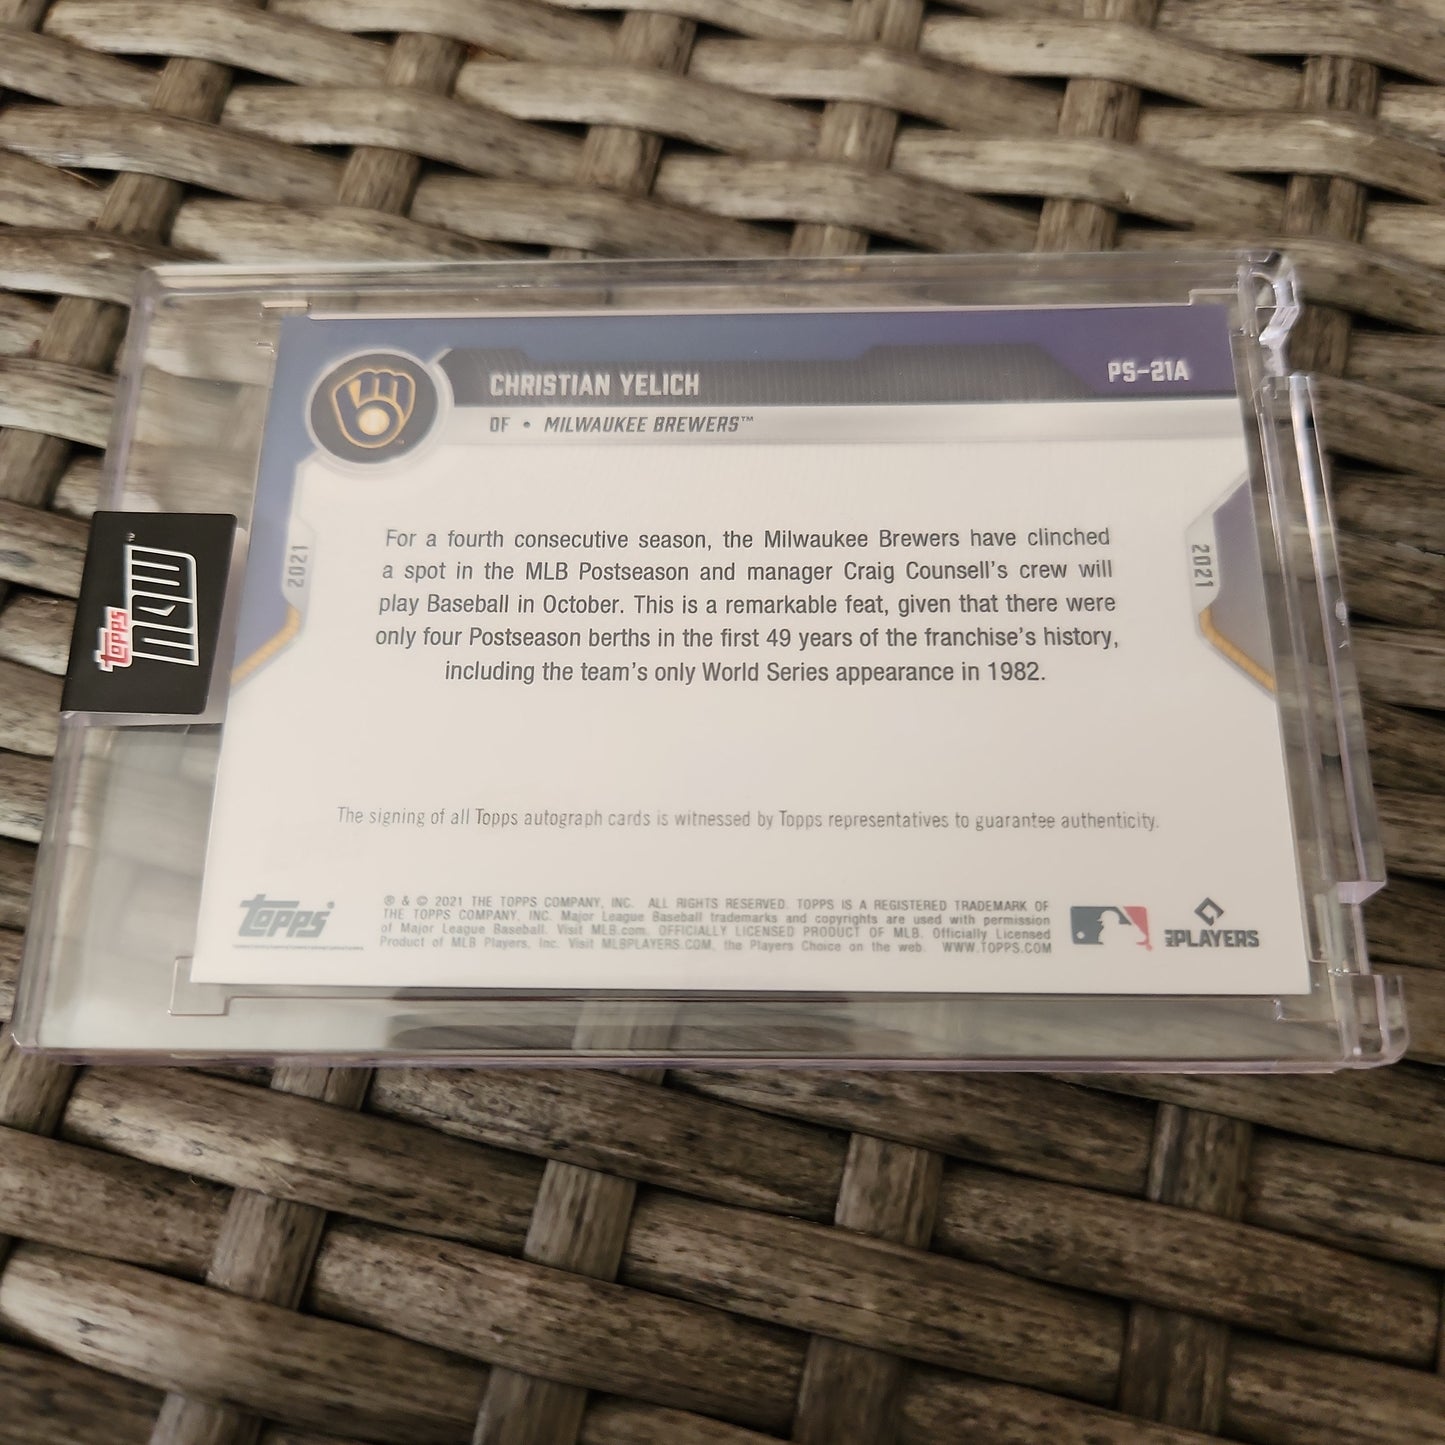 CHRISTIAN YELICH
PS-21A
OF • MILWAUKEE BREWERS™
2021
2021
For a fourth consecutive season, the Milwaukee Brewers have clinched
a spot in the MLB Postseason and manager Craig Counsell's crew will
play Baseball in October. This is a remarkable feat, given that there were
only four Postseason berths in the first 49 years of the franchise's history,
including the team's only World Series appearance in 1982.
topps NOW™
The signing of all Topps autograph cards is witnessed by Topps representatives to guarantee authenticity.
topps®
® & © 2021 THE TOPPS COMPANY, INC. ALL RIGHTS RESERVED. TOPPS IS A REGISTERED TRADEMARK OF
THE TOPPS COMPANY, INC. Major League Baseball trademarks and copyrights are used with permission
of Major League Baseball. Visit MLB.com. OFFICIALLY LICENSED PRODUCT OF MLB. Officially Licensed
Product of MLB Players, Inc. Visit MLBPLAYERS.COM, the Players Choice on the web. WWW.TOPPS.COM
MLB PLAYERS